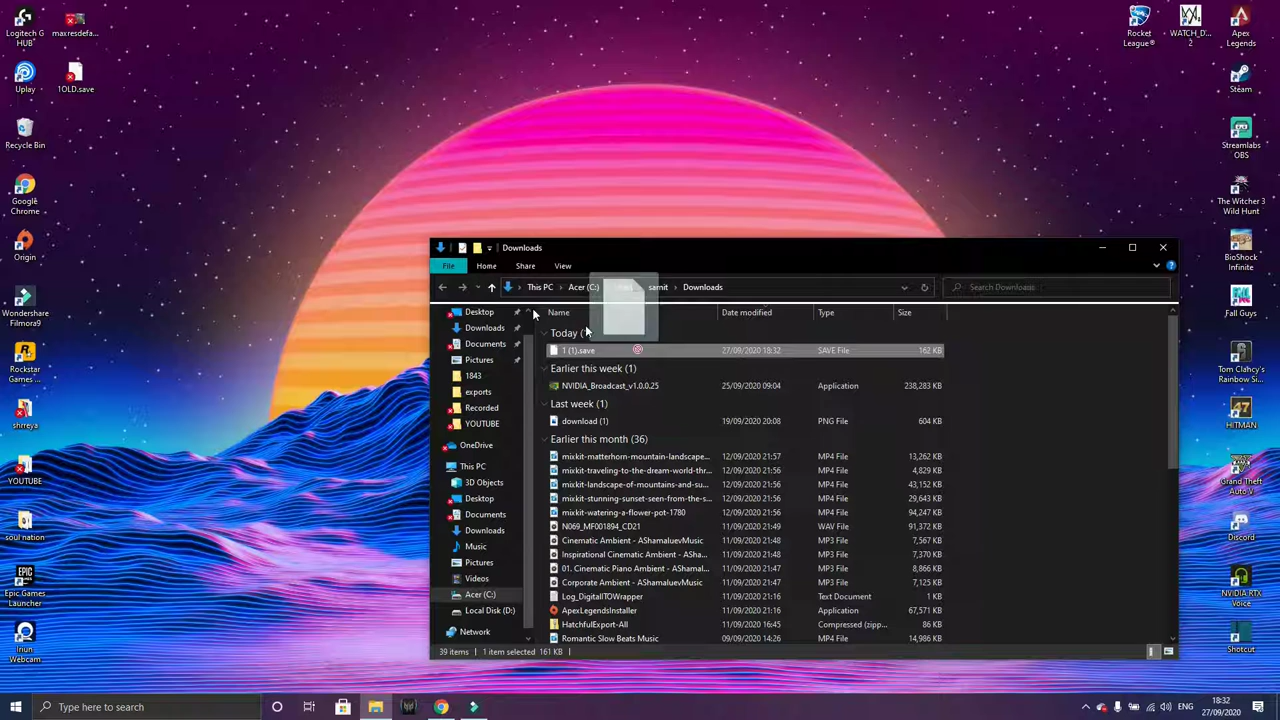 Logitech G
HUB
maxresdefa...
Uplay
1OLD.save
Recycle Bin
Google
Chrome
Origin
Wondershare
Filmora9
Rockstar
Games ...
shrreya
YOUTUBE
soul nation
Epic Games
Launcher
Iriun
Webcam
Rocket
League®
WATCH_D...
2
Apex
Legends
Steam
Streamlabs
OBS
The Witcher 3
Wild Hunt
BioShock
Infinite
Fall Guys
Tom Clancy's
Rainbow Si...
HITMAN
Grand Theft
Auto V
Discord
NVIDIA RTX
Voice
Shotcut
Downloads
File Home Share View
This PC Acer (C:) samit Downloads
Search Downloads
Name Date modified Type Size
Desktop
Downloads
Documents
Pictures
1843
exports
Recorded
YOUTUBE
OneDrive
This PC
3D Objects
Desktop
Documents
Downloads
Music
Pictures
Videos
Acer (C:)
Local Disk (D:)
Network
Today
1 (1).save 27/09/2020 18:32 SAVE File 162 KB
Earlier this week (1)
NVIDIA_Broadcast_v1.0.0.25 25/09/2020 09:04 Application 238,283 KB
Last week (1)
download (1) 19/09/2020 20:08 PNG File 604 KB
Earlier this month (36)
mixkit-matterhorn-mountain-landscape... 12/09/2020 21:57 MP4 File 13,262 KB
mixkit-traveling-to-the-dream-world-thr... 12/09/2020 21:56 MP4 File 4,829 KB
mixkit-landscape-of-mountains-and-su... 12/09/2020 21:56 MP4 File 43,152 KB
mixkit-stunning-sunset-seen-from-the-s... 12/09/2020 21:56 MP4 File 29,643 KB
mixkit-watering-a-flower-pot-1780 12/09/2020 21:56 MP4 File 94,247 KB
N069_MF001894_CD21 11/09/2020 21:49 WAV File 91,372 KB
Cinematic Ambient - AShamaluevMusic 11/09/2020 21:48 MP3 File 7,567 KB
Inspirational Cinematic Ambient - ASha... 11/09/2020 21:48 MP3 File 7,370 KB
01. Cinematic Piano Ambient - AShamal... 11/09/2020 21:47 MP3 File 8,866 KB
Corporate Ambient - AShamaluevMusic 11/09/2020 21:47 MP3 File 7,125 KB
Log_DigitalITOWrapper 11/09/2020 21:16 Text Document 1 KB
ApexLegendsInstaller 11/09/2020 21:16 Application 67,571 KB
HatchfulExport-All 11/09/2020 16:45 Compressed (zipp... 86 KB
Romantic Slow Beats Music 09/09/2020 14:26 MP4 File 14,986 KB
39 items 1 item selected 161 KB
Type here to search
ENG
18:32
27/09/2020